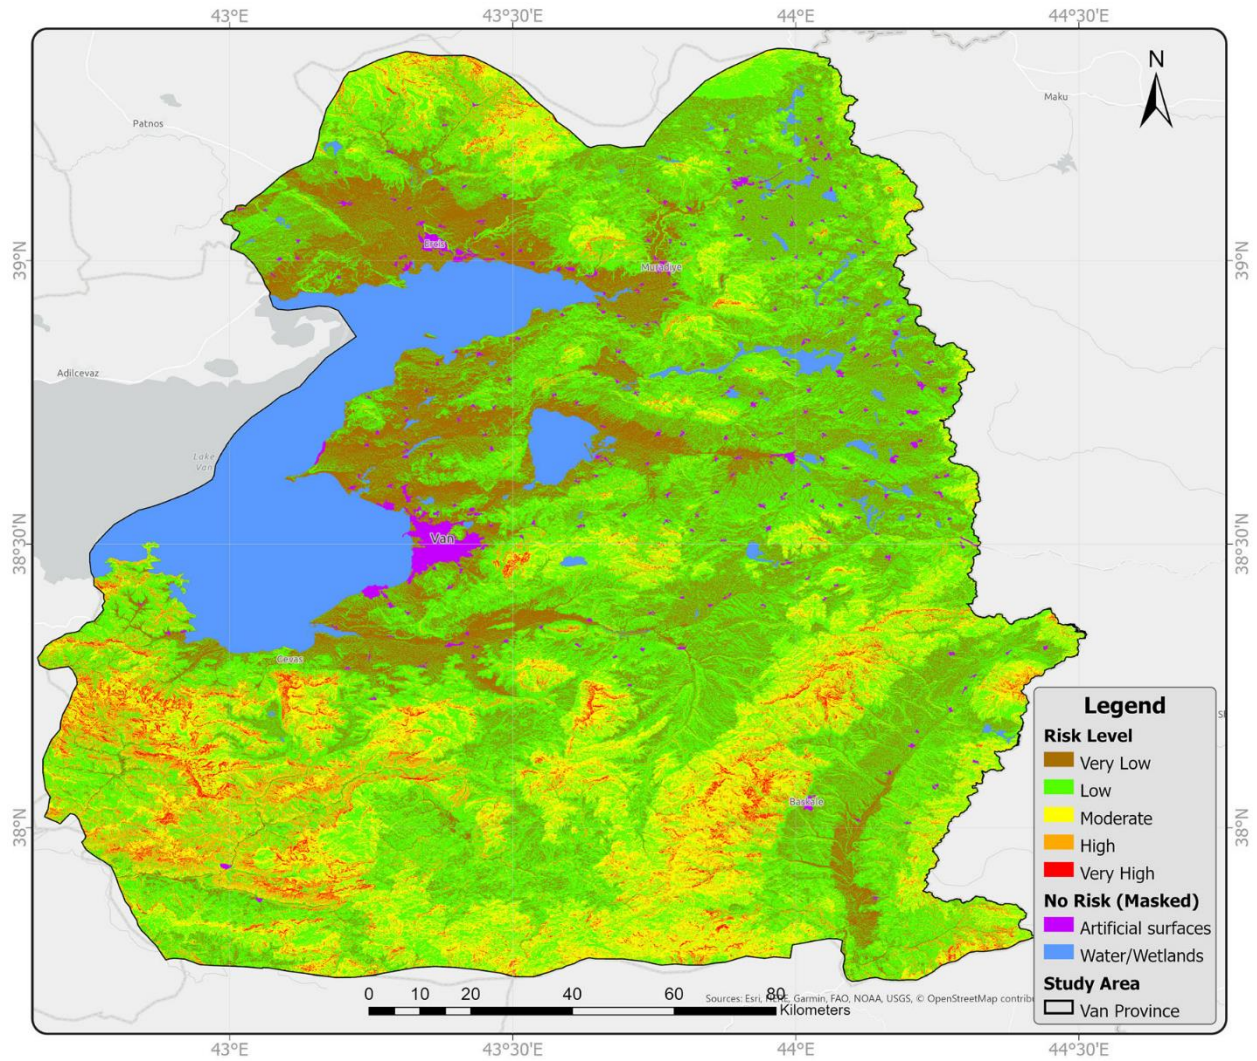 43°E 43°30'E 44°E 44°30'E
N
Maku
Patnos
39°N 39°N
Erciş
Muradiye
Adilcevaz
Lake
Van
Van
38°30'N 38°30'N
Gevaş
38°N 38°N
Başkale
Legend
Risk Level
Very Low
Low
Moderate
High
Very High
No Risk (Masked)
Artificial surfaces
Water/Wetlands
Study Area
Van Province
0 10 20 40 60 80
Kilometers
Sources: Esri, HERE, Garmin, FAO, NOAA, USGS, © OpenStreetMap contribu
43°E 43°30'E 44°E 44°30'E